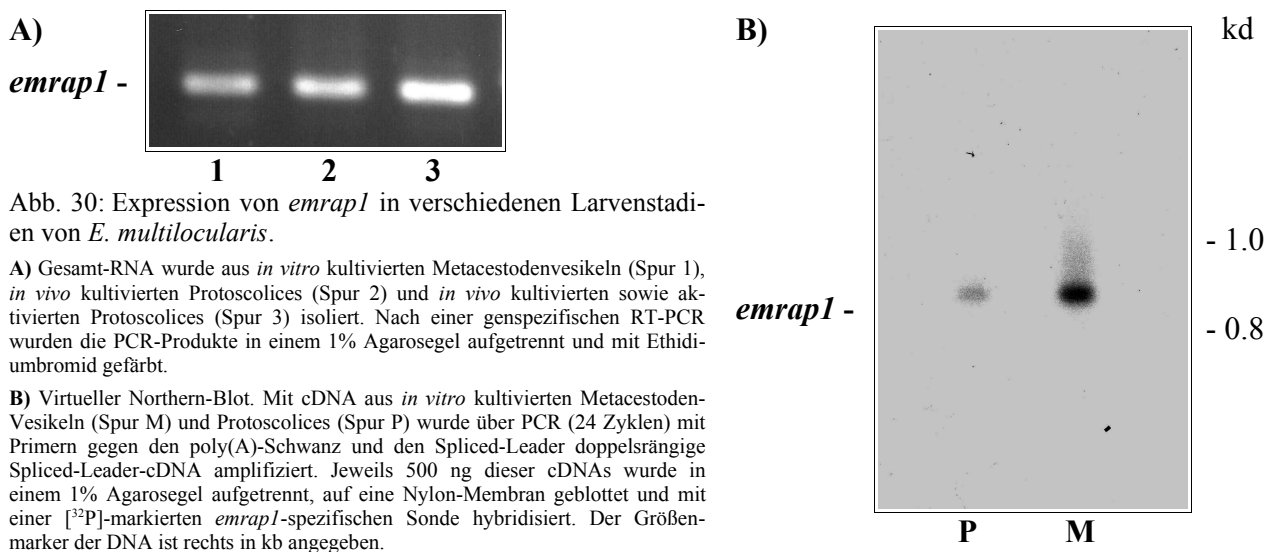 A)
emrap1 -
1 2 3
Abb. 30: Expression von emrap1 in verschiedenen Larvenstadi-
en von E. multilocularis.
A) Gesamt-RNA wurde aus in vitro kultivierten Metacestodenvesikeln (Spur 1),
in vivo kultivierten Protoscolices (Spur 2) und in vivo kultivierten sowie ak-
tivierten Protoscolices (Spur 3) isoliert. Nach einer genspezifischen RT-PCR
wurden die PCR-Produkte in einem 1% Agarosegel aufgetrennt und mit Ethidi-
umbromid gefärbt.
B) Virtueller Northern-Blot. Mit cDNA aus in vitro kultivierten Metacestoden-
Vesikeln (Spur M) und Protoscolices (Spur P) wurde über PCR (24 Zyklen) mit
Primern gegen den poly(A)-Schwanz und den Spliced-Leader doppelsrängige
Spliced-Leader-cDNA amplifiziert. Jeweils 500 ng dieser cDNAs wurde in
einem 1% Agarosegel aufgetrennt, auf eine Nylon-Membran geblottet und mit
einer [³²P]-markierten emrap1-spezifischen Sonde hybridisiert. Der Größen-
marker der DNA ist rechts in kb angegeben.
B)
kd
- 1.0
emrap1 -
- 0.8
P M